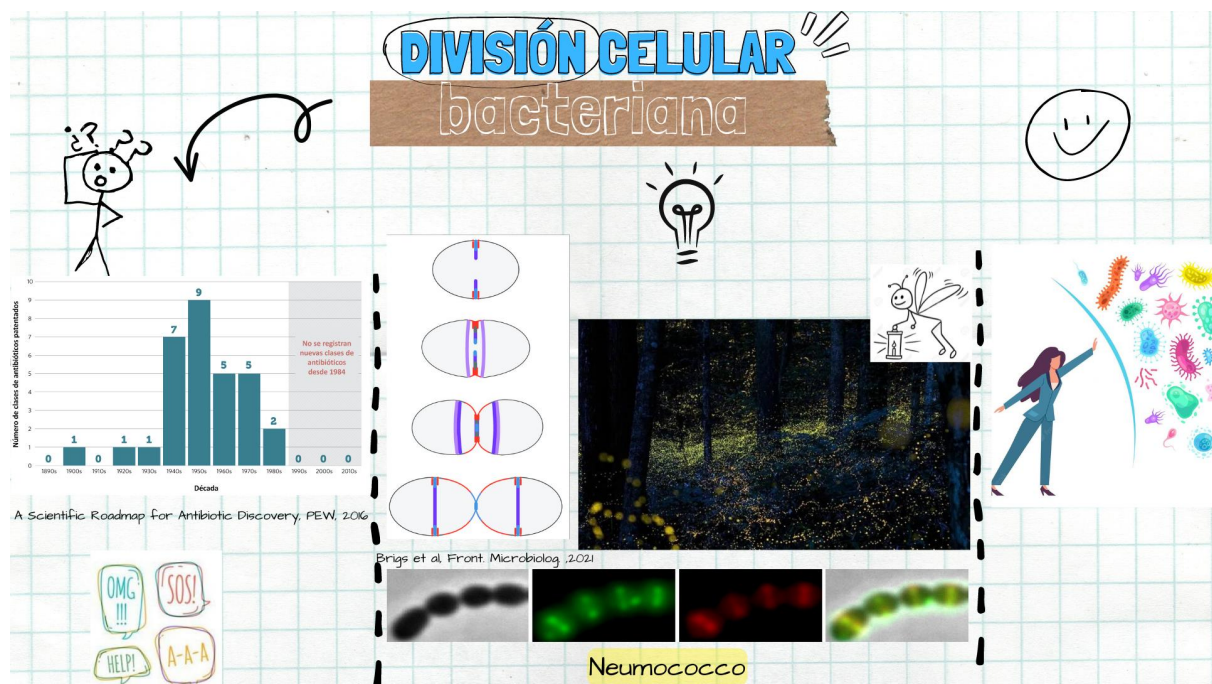 DIVISIÓN CELULAR
bacteriana
¿? ? ?
10
9
8
7
6
5
4
3
2
1
0
Número de clases de antibióticos patentados
0 1 0 1 1 7 9 5 5 2 0 0 0
No se registran
nuevas clases de
antibióticos
desde 1984
1890s 1900s 1910s 1920s 1930s 1940s 1950s 1960s 1970s 1980s 1990s 2000s 2010s
Década
A Scientific Roadmap for Antibiotic Discovery, PEW, 2016
OMG
!!!
SOS!
HELP!
A-A-A
Brigs et al, Front. Microbiolog, ,2021
Neumococco